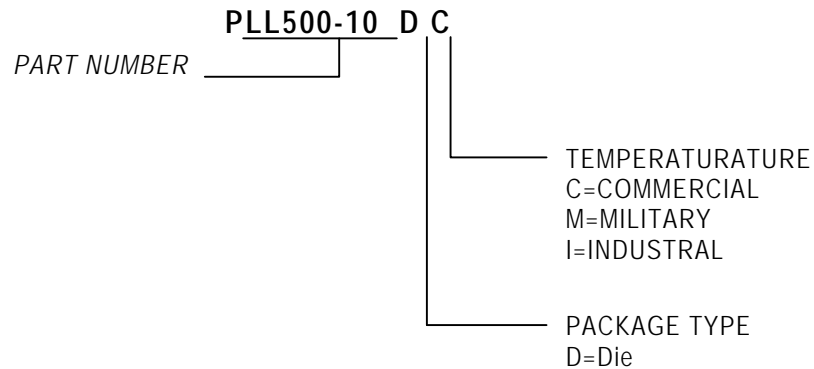 PLL500-10 D C
PART NUMBER
TEMPERATURATURE
C=COMMERCIAL
M=MILITARY
I=INDUSTRAL
PACKAGE TYPE
D=Die